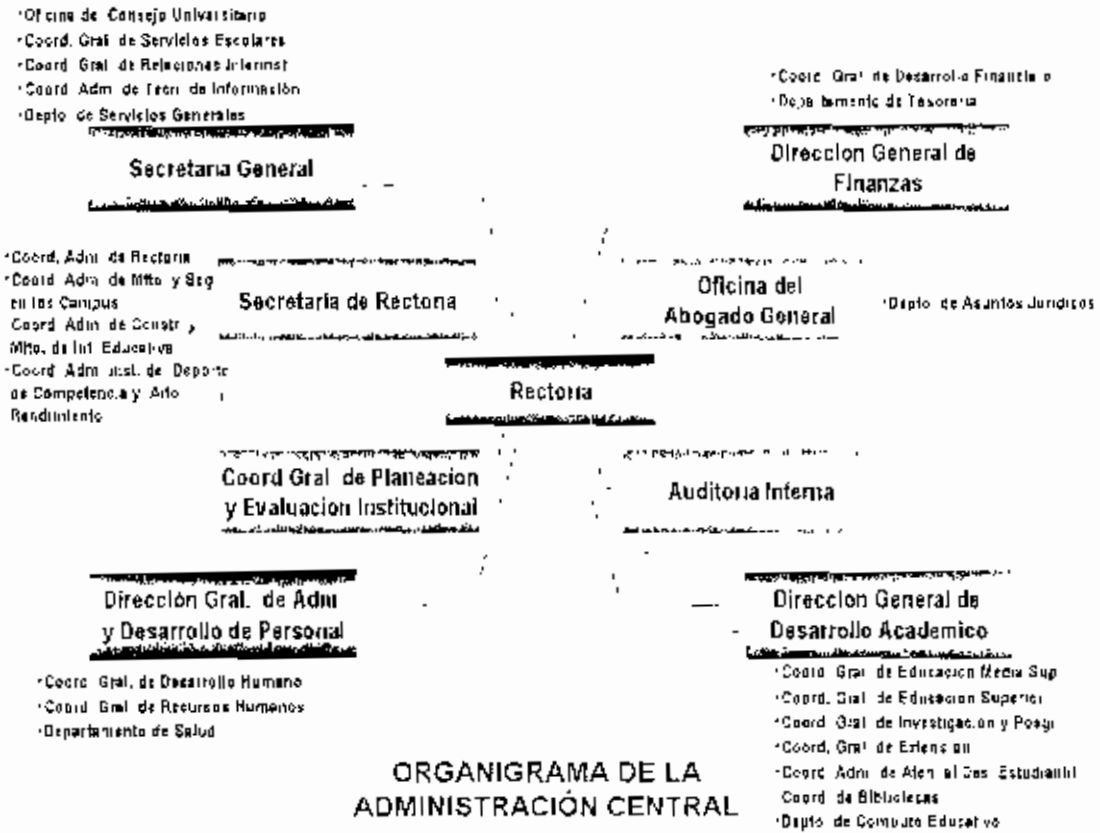 •Oficina de Consejo Universitario
•Coord. Gral de Servicios Escolares
•Coord Gral de Relaciones Interinst
•Coord Adm de Tecn de Información
•Depto de Servicios Generales
Secretaria General
•Coord Gral de Desarrollo Financiero
•Departamento de Tesoreria
Direccion General de
Finanzas
•Coord. Adm de Rectoria
•Coord Adm de Mtto y Seg
en los Campus
Coord Adm de Constr y
Mtto. de Inf Educativa
•Coord Adm de Deporte
de Competencia y Alto
Rendimiento
Secretaria de Rectoria
Oficina del
Abogado General
•Depto de Asuntos Juridicos
Rectoria
Coord Gral de Planeacion
y Evaluacion Institucional
Auditoria Interna
Dirección Gral. de Adm
y Desarrollo de Personal
•Coord Gral. de Desarrollo Humano
•Coord Gral de Recursos Humanos
•Departamento de Salud
Direccion General de
Desarrollo Academico
•Coord Gral de Educacion Media Sup
•Coord. Gral de Educacion Superior
•Coord Gral de Investigacion y Posgr
•Coord. Gral de Extension
•Coord Adm de Aten al Estudiantil
Coord de Bibliotecas
•Depto de Computo Educativo
ORGANIGRAMA DE LA
ADMINISTRACIÓN CENTRAL